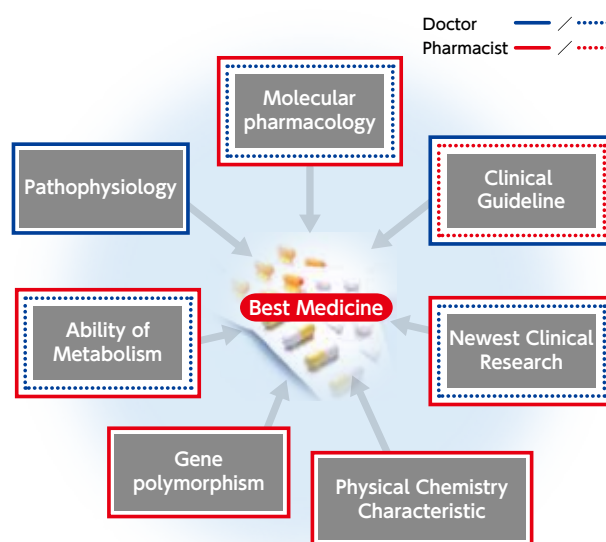 Doctor
Pharmacist
Molecular
pharmacology
Pathophysiology
Clinical
Guideline
Best Medicine
Ability of
Metabolism
Newest Clinical
Research
Gene
polymorphism
Physical Chemistry
Characteristic